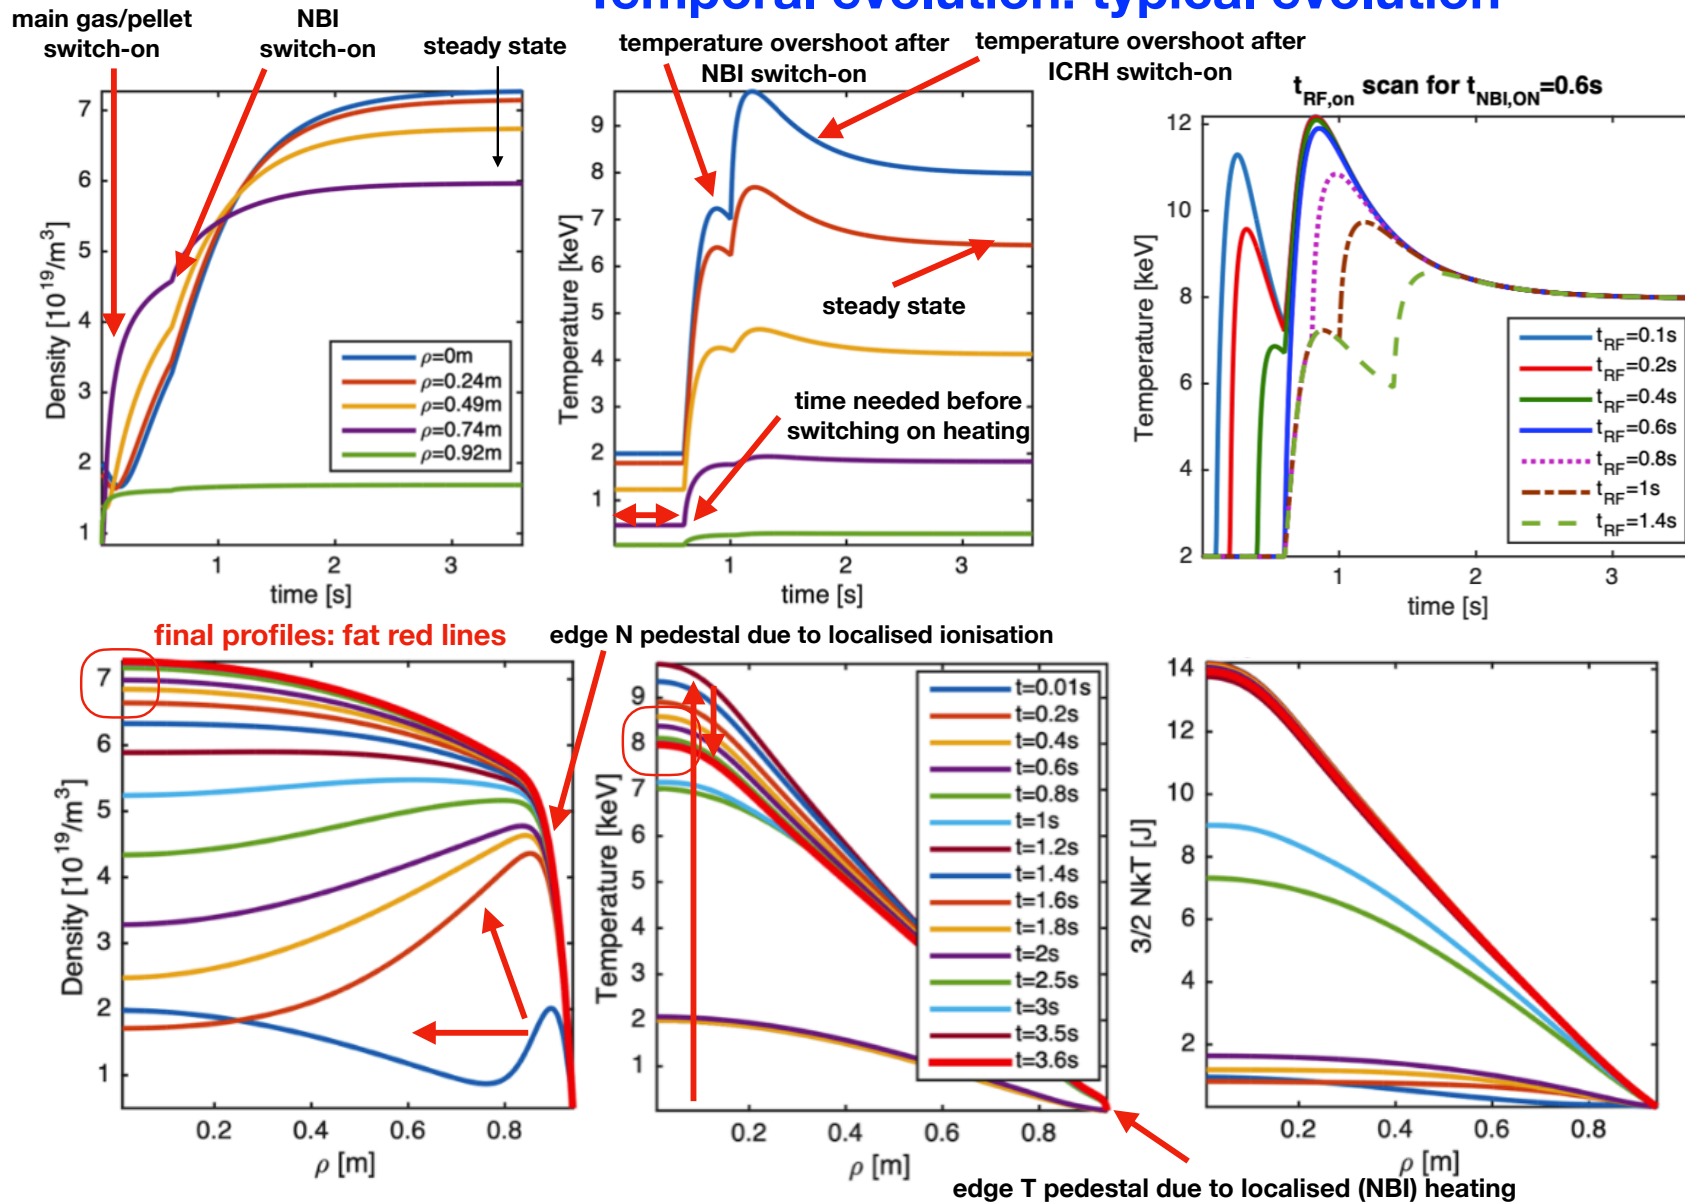 Temporal evolution: typical evolution
main gas/pellet
switch-on
NBI
switch-on
steady state
temperature overshoot after
NBI switch-on
temperature overshoot after
ICRH switch-on
t_RF,on scan for t_NBI,ON=0.6s
Density [10^19/m^3]
7
6
5
4
3
2
1
1
2
3
time [s]
ρ=0m
ρ=0.24m
ρ=0.49m
ρ=0.74m
ρ=0.92m
Temperature [keV]
9
8
7
6
5
4
3
2
1
1
2
3
time [s]
steady state
time needed before
switching on heating
Temperature [keV]
12
10
8
6
4
2
1
2
3
time [s]
t_RF=0.1s
t_RF=0.2s
t_RF=0.4s
t_RF=0.6s
t_RF=0.8s
t_RF=1s
t_RF=1.4s
final profiles: fat red lines
edge N pedestal due to localised ionisation
Density [10^19/m^3]
7
6
5
4
3
2
1
0.2
0.4
0.6
0.8
ρ [m]
Temperature [keV]
9
8
7
6
5
4
3
2
1
0.2
0.4
0.6
0.8
ρ [m]
t=0.01s
t=0.2s
t=0.4s
t=0.6s
t=0.8s
t=1s
t=1.2s
t=1.4s
t=1.6s
t=1.8s
t=2s
t=2.5s
t=3s
t=3.5s
t=3.6s
3/2 NkT [J]
14
12
10
8
6
4
2
0.2
0.4
0.6
0.8
ρ [m]
edge T pedestal due to localised (NBI) heating